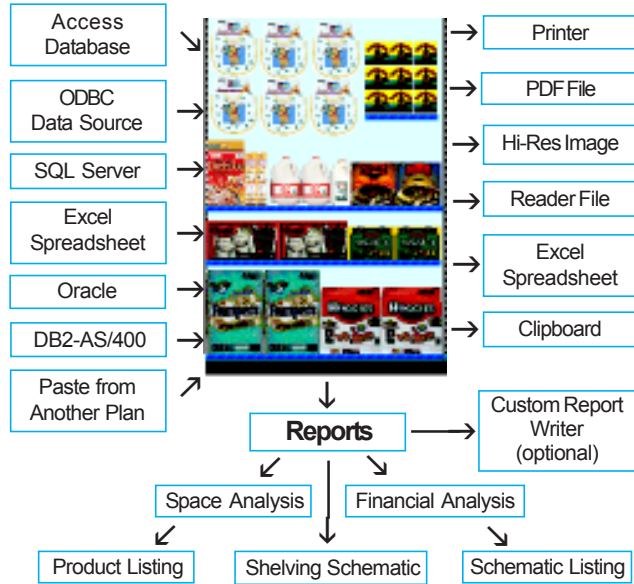 Access
Database
ODBC
Data Source
SQL Server
Excel
Spreadsheet
Oracle
DB2-AS/400
Paste from
Another Plan
Printer
PDF File
Hi-Res Image
Reader File
Excel
Spreadsheet
Clipboard
Reports
Custom Report
Writer
(optional)
Space Analysis
Financial Analysis
Product Listing
Shelving Schematic
Schematic Listing